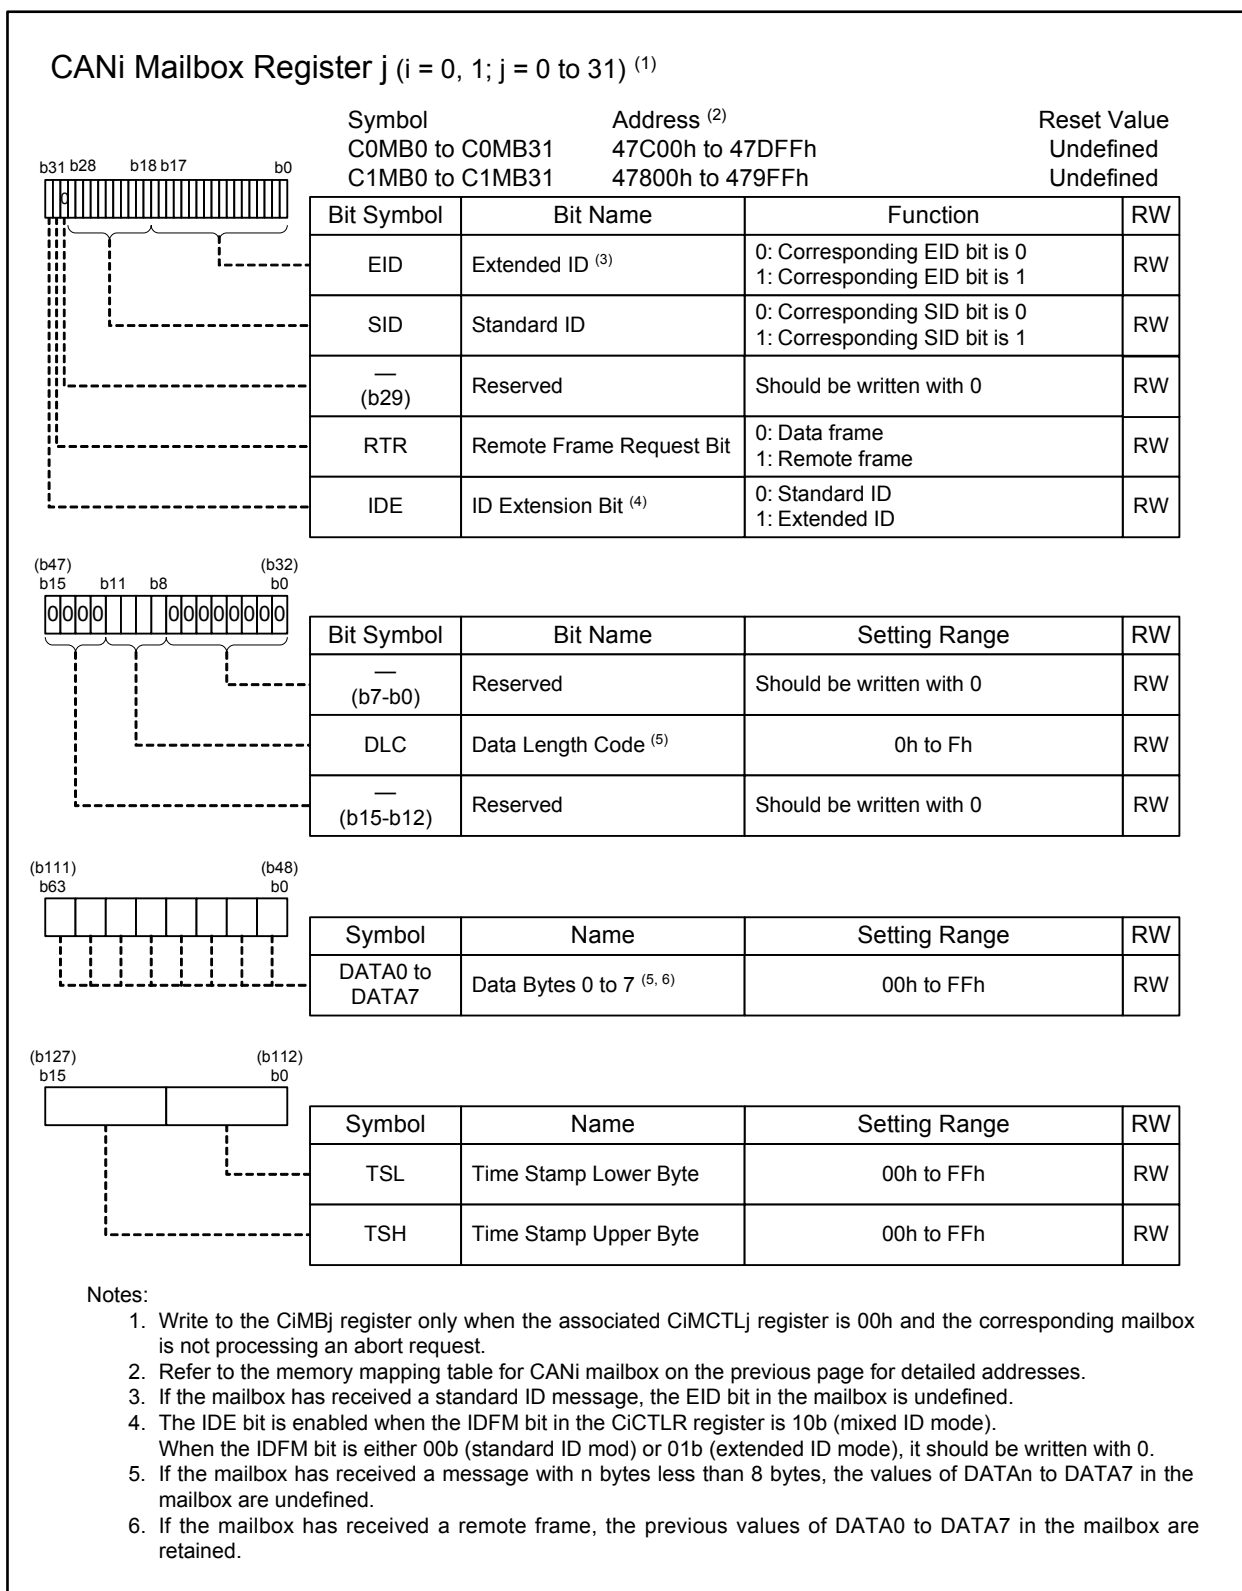 CANi Mailbox Register j (i = 0, 1; j = 0 to 31) (1)
Symbol Address (2) Reset Value
C0MB0 to C0MB31 47C00h to 47DFFh Undefined
C1MB0 to C1MB31 47800h to 479FFh Undefined
b31 b28 b18 b17 b0
0
Bit Symbol Bit Name Function RW
EID Extended ID (3) 0: Corresponding EID bit is 0 RW
1: Corresponding EID bit is 1
SID Standard ID 0: Corresponding SID bit is 0 RW
1: Corresponding SID bit is 1
— (b29) Reserved Should be written with 0 RW
RTR Remote Frame Request Bit 0: Data frame RW
1: Remote frame
IDE ID Extension Bit (4) 0: Standard ID RW
1: Extended ID
(b47) (b32)
b15 b11 b8 b0
0 0 0 0 0 0 0 0 0 0 0 0
Bit Symbol Bit Name Setting Range RW
— (b7-b0) Reserved Should be written with 0 RW
DLC Data Length Code (5) 0h to Fh RW
— (b15-b12) Reserved Should be written with 0 RW
(b111) (b48)
b63 b0
Symbol Name Setting Range RW
DATA0 to DATA7 Data Bytes 0 to 7 (5, 6) 00h to FFh RW
(b127) (b112)
b15 b0
Symbol Name Setting Range RW
TSL Time Stamp Lower Byte 00h to FFh RW
TSH Time Stamp Upper Byte 00h to FFh RW
Notes:
1. Write to the CiMBj register only when the associated CiMCTLj register is 00h and the corresponding mailbox
is not processing an abort request.
2. Refer to the memory mapping table for CANi mailbox on the previous page for detailed addresses.
3. If the mailbox has received a standard ID message, the EID bit in the mailbox is undefined.
4. The IDE bit is enabled when the IDFM bit in the CiCTLR register is 10b (mixed ID mode).
When the IDFM bit is either 00b (standard ID mod) or 01b (extended ID mode), it should be written with 0.
5. If the mailbox has received a message with n bytes less than 8 bytes, the values of DATAn to DATA7 in the
mailbox are undefined.
6. If the mailbox has received a remote frame, the previous values of DATA0 to DATA7 in the mailbox are
retained.